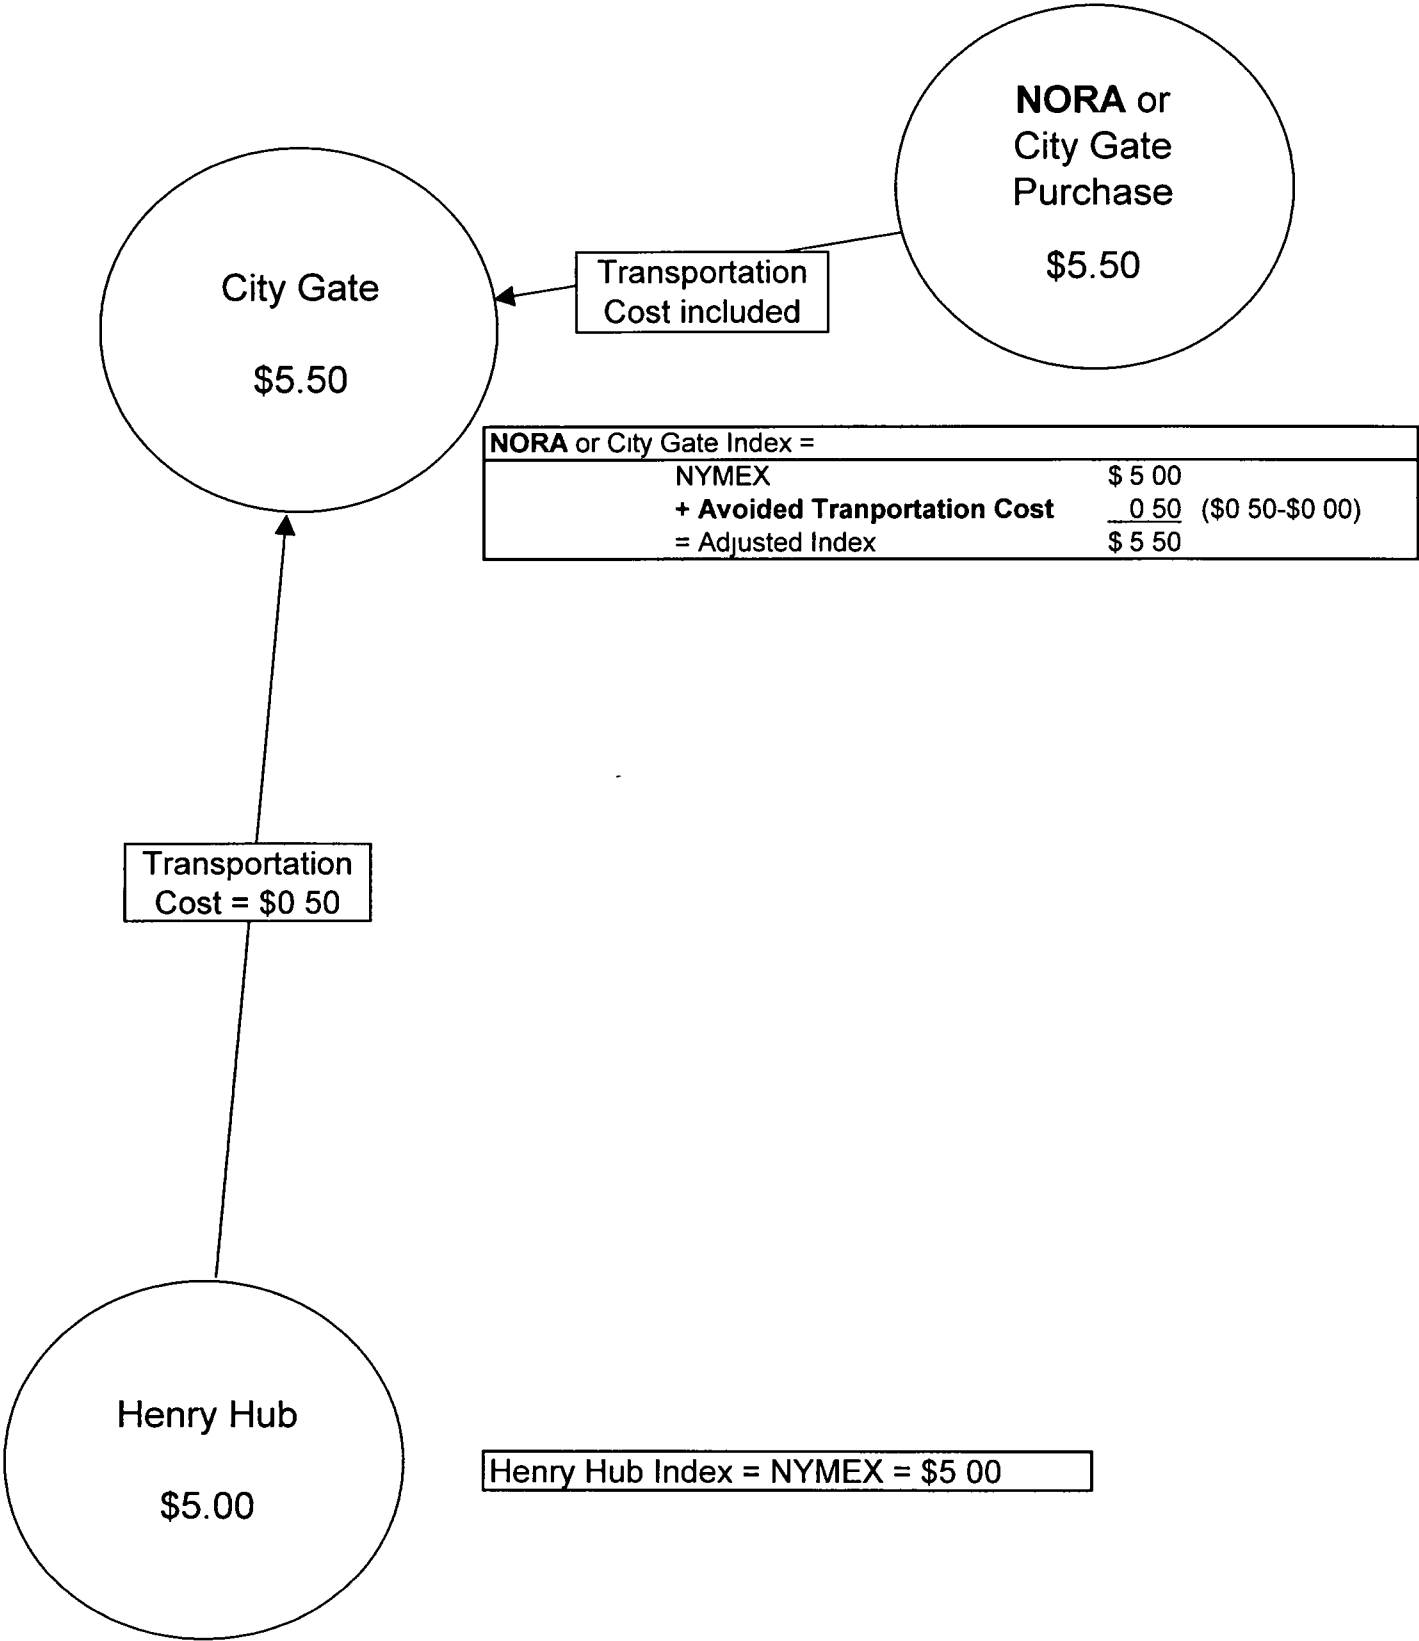 NORA or
City Gate
Purchase
$5.50
City Gate
$5.50
Transportation
Cost included
NORA or City Gate Index =
NYMEX $ 5 00
+ Avoided Tranportation Cost 0 50 ($0 50-$0 00)
= Adjusted Index $ 5 50
Transportation
Cost = $0 50
Henry Hub
$5.00
Henry Hub Index = NYMEX = $5 00